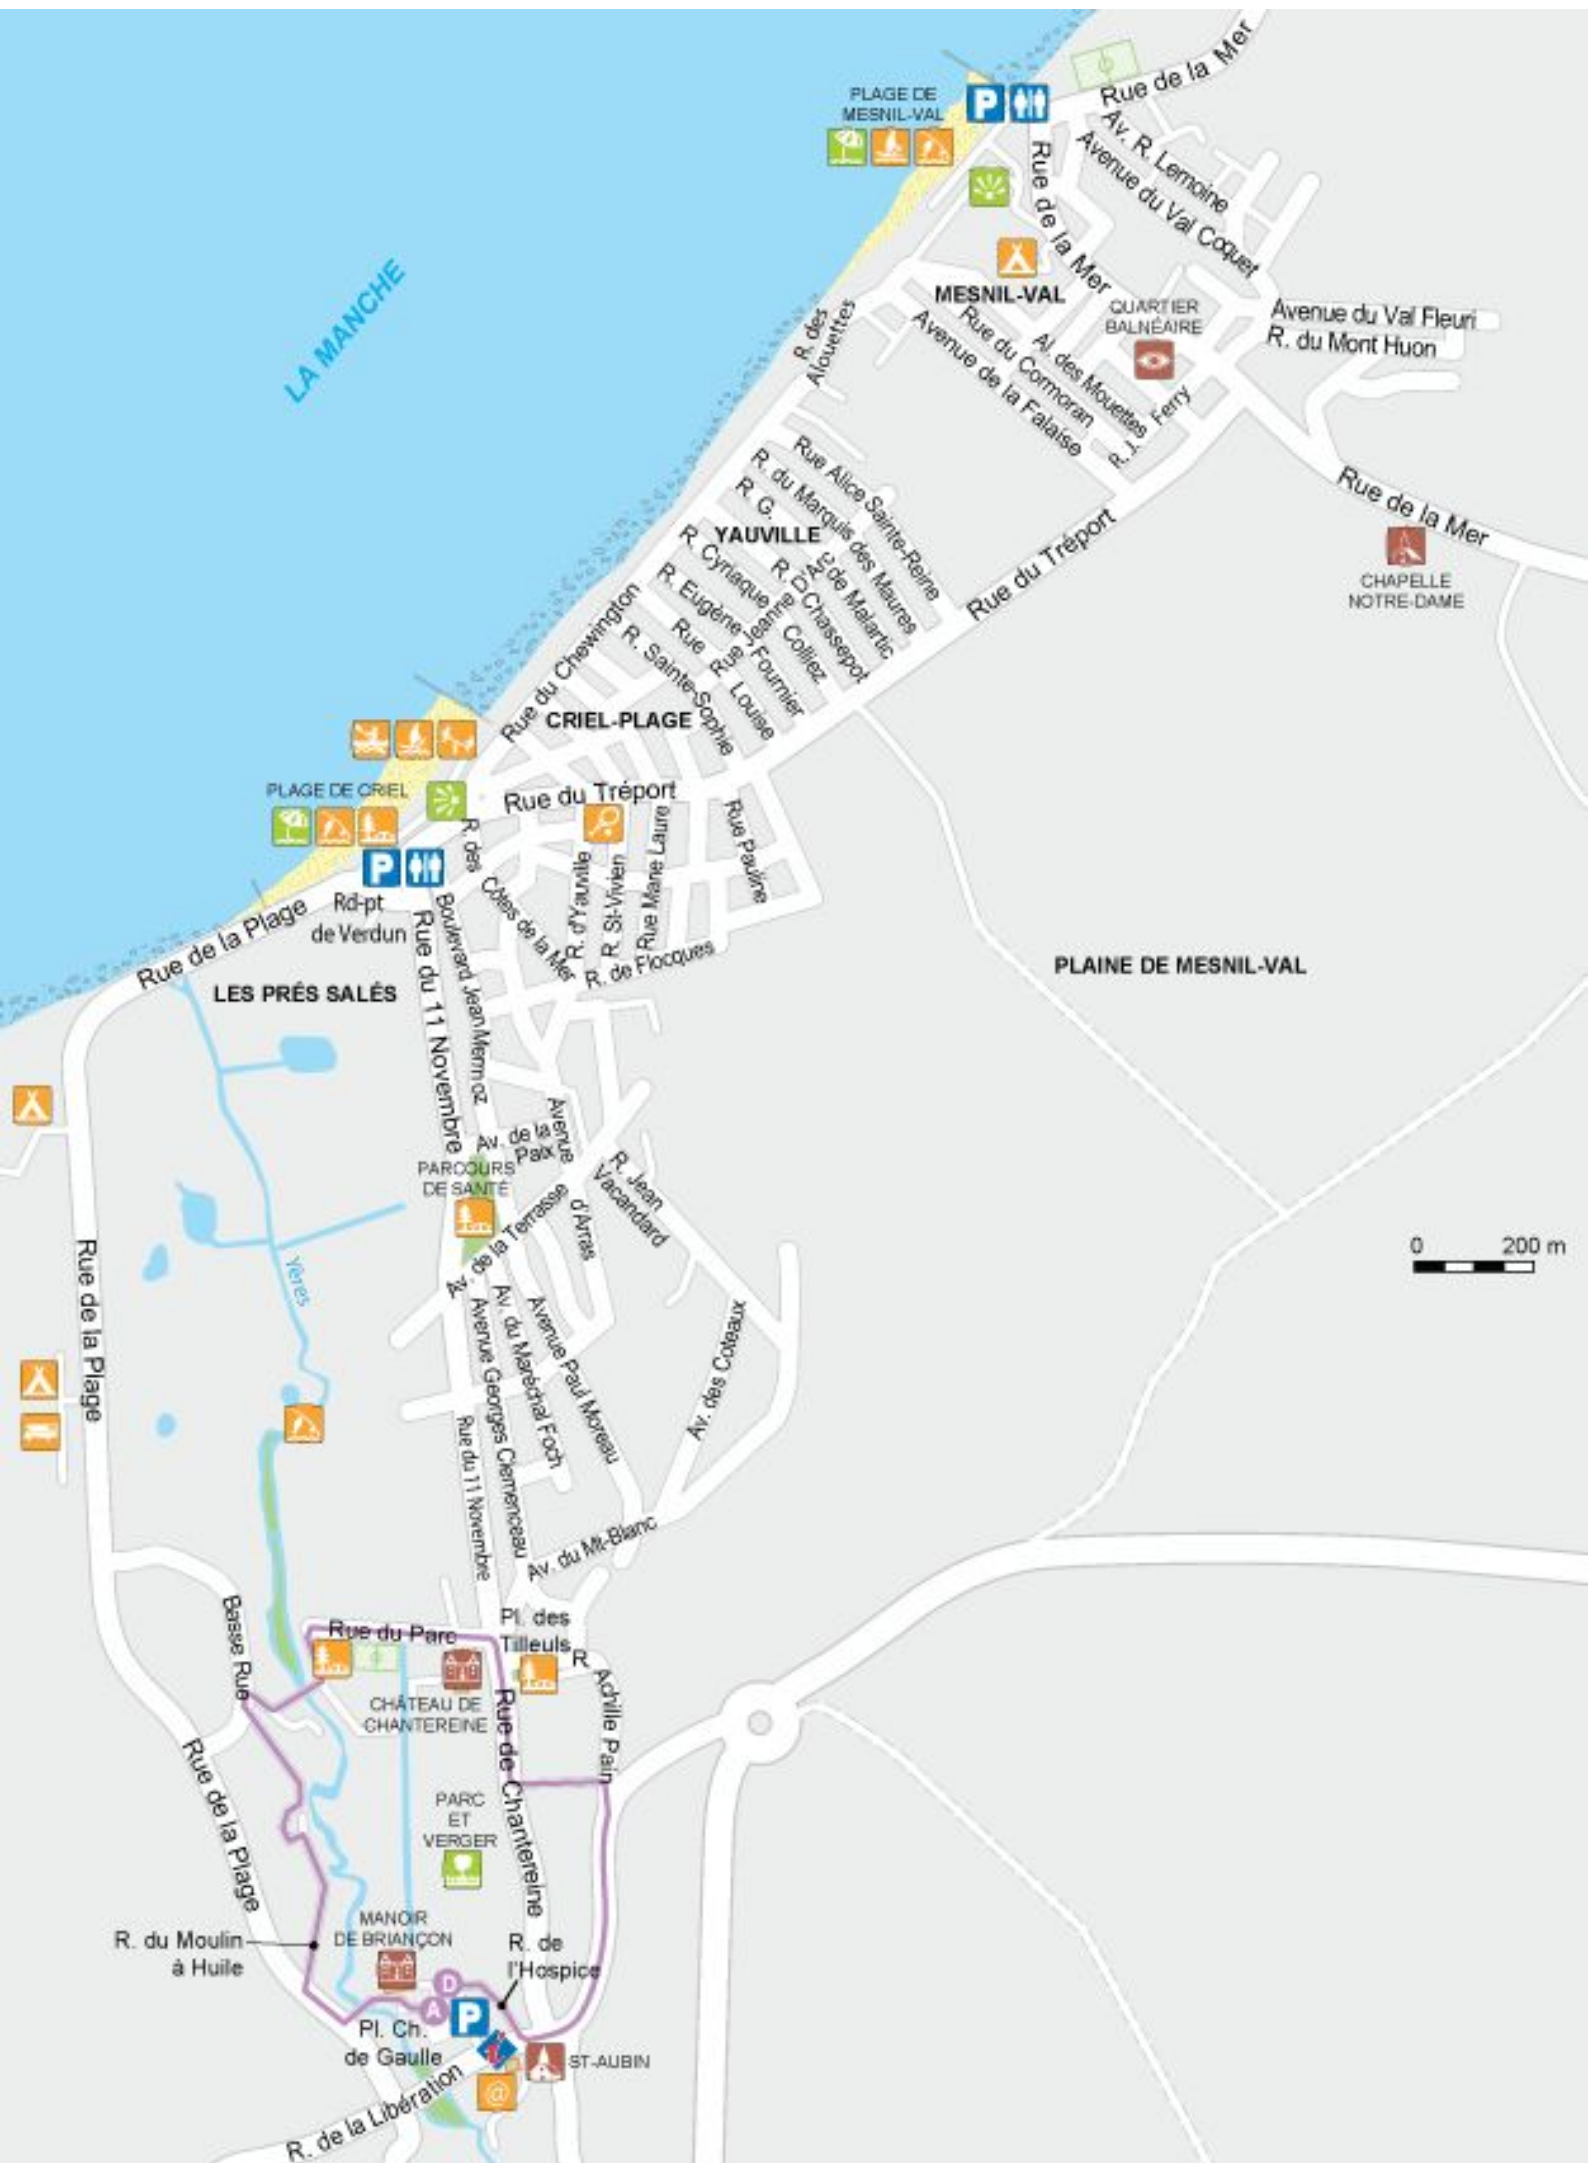 Rue de la Mer
PLAGE DE
MESNIL-VAL
P
Av. R. Lemoine
Avenue du Val Coquet
Rue de la Mer
LA MANCHE
MESNIL-VAL
QUARTIER
BALNÉAIRE
Avenue du Val Fleuri
R. du Mont Huon
R. des
Alouettes
Rue du Cormoran
Al. des Mouettes
Avenue de la Falaise
R. J. Ferry
Rue de la Mer
CHAPELLE
NOTRE-DAME
Rue Alice Sainte-Reine
R. du Marquis des Maures
R. G. de Malartic
YAUVILLE
R. D. Chassepot
R. Cyriaque Colliez
R. Eugène Fournier
Rue Jeanne D'Arc
Rue Louise
R. Sainte-Sophie
Rue du Tréport
Rue du Chewington
CRIEL-PLAGE
PLAGE DE CRIEL
Rue du Tréport
P
Rd-pt
de Verdun
R. des Côtes de la Mer
R. d'Yauville
R. St-Vivien
Rue Marie Laure
Rue Pauline
R. de Flocques
Rue de la Plage
LES PRÉS SALÉS
Rue du 11 Novembre
Boulevard Jean Mermoz
PLAINE DE MESNIL-VAL
Av. de la
Paix
Avenue d'Arras
PARCOURS
DE SANTÉ
R. Jean
Vacandard
Av. de la Terrasse
0 200 m
Yères
Rue de la Plage
Avenue Georges Clemenceau
Av. du Maréchal Foch
Avenue Paul Moreau
Av. des Coteaux
Rue du 11 Novembre
Av. du Mt-Blanc
Basse Rue
Rue du Parc
Pl. des
Tilleuls
R. Achille Pain
CHÂTEAU DE
CHANTEREINE
Rue de Chantereine
Rue de la Plage
PARC
ET
VERGER
MANOIR
DE BRIANÇON
R. du Moulin
à Huile
R. de
l'Hospice
D
A
P
Pl. Ch.
de Gaulle
i
ST-AUBIN
@
R. de la Libération